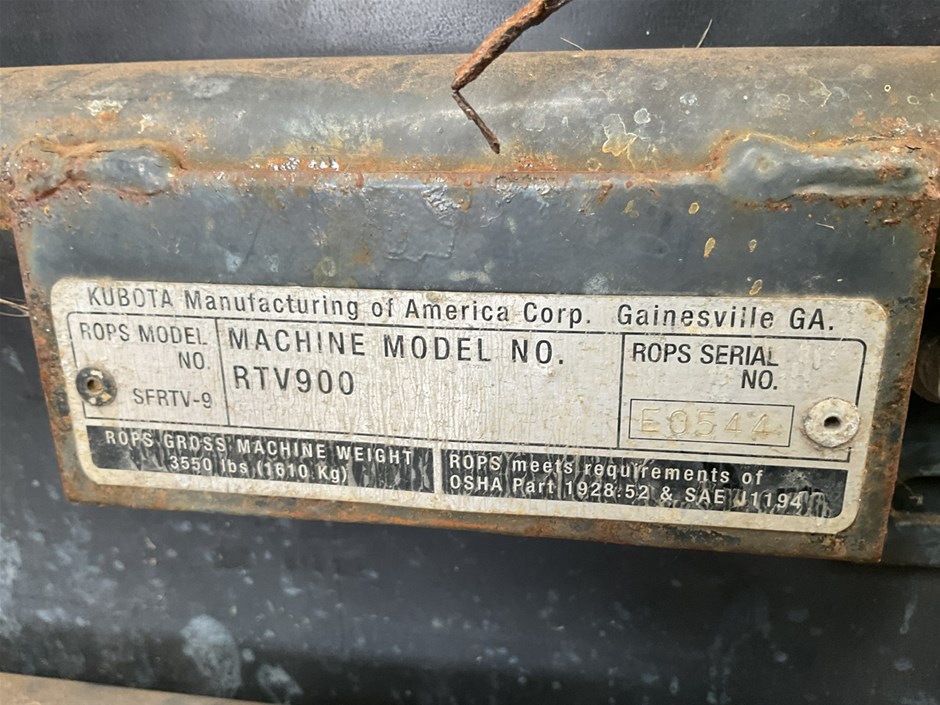 KUBOTA Manufacturing of America Corp. Gainesville GA.
ROPS MODEL
NO.
SFRTV-9
MACHINE MODEL NO.
RTV900
ROPS SERIAL
NO.
E0544
ROPS GROSS MACHINE WEIGHT
3550 lbs (1610 Kg)
ROPS meets requirements of
OSHA Part 1928.52 & SAE J1194